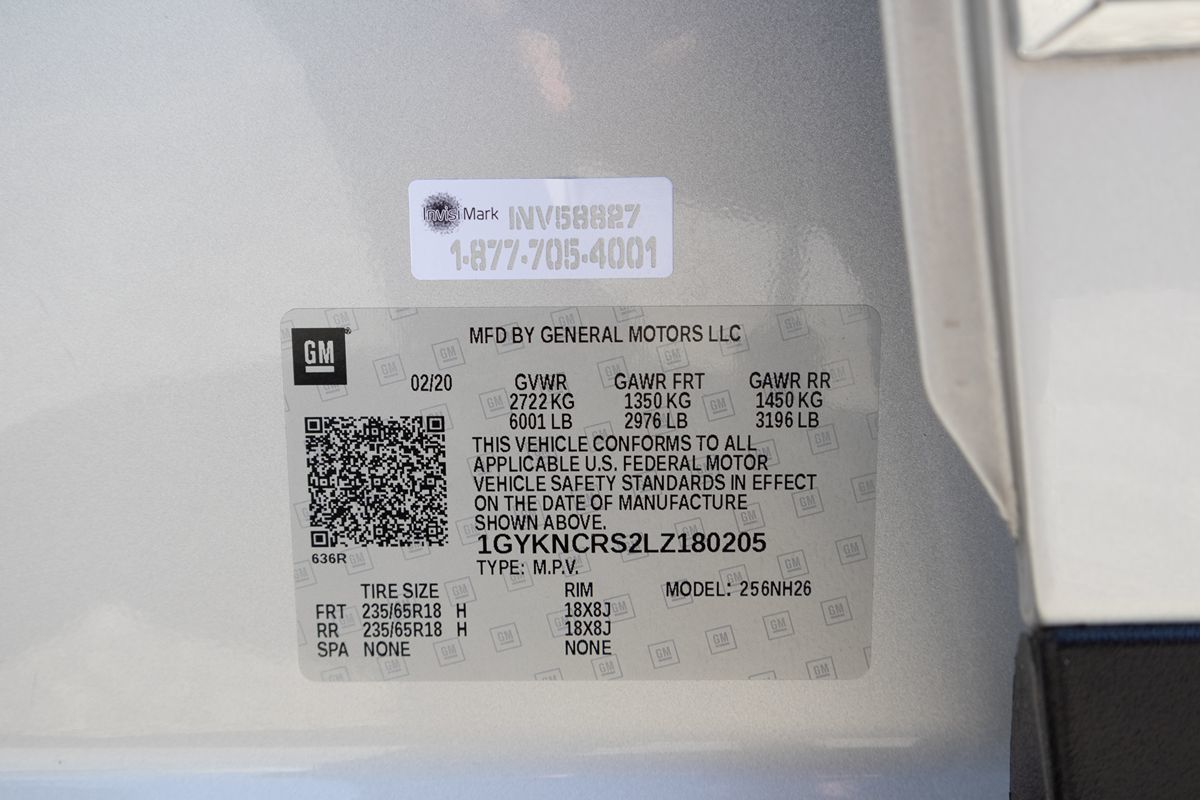 InvisiMark INV58827
1-877-705-4001
GM MFD BY GENERAL MOTORS LLC
02/20 GVWR GAWR FRT GAWR RR
2722 KG 1350 KG 1450 KG
6001 LB 2976 LB 3196 LB
THIS VEHICLE CONFORMS TO ALL
APPLICABLE U.S. FEDERAL MOTOR
VEHICLE SAFETY STANDARDS IN EFFECT
ON THE DATE OF MANUFACTURE
SHOWN ABOVE.
1GYKNCRS2LZ180205
636R
TYPE: M.P.V.
TIRE SIZE RIM MODEL: 256NH26
FRT 235/65R18 H 18X8J
RR 235/65R18 H 18X8J
SPA NONE NONE